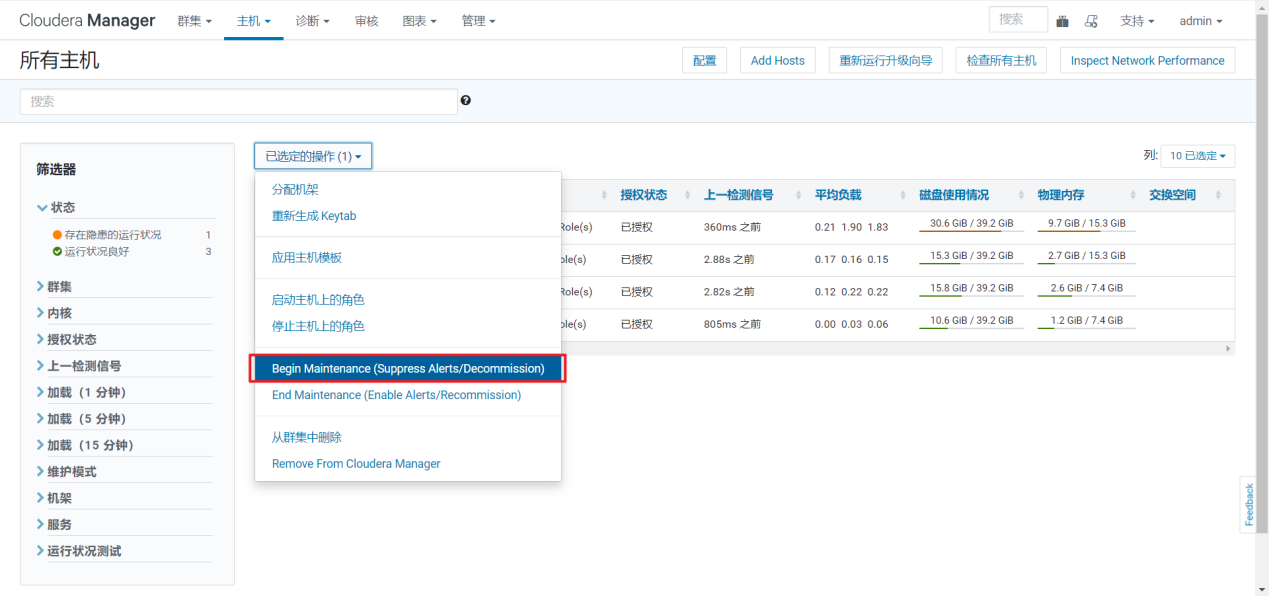 Cloudera Manager 群集 主机 诊断 审核 图表 管理 搜索 支持 admin
所有主机 配置 Add Hosts 重新运行升级向导 检查所有主机 Inspect Network Performance
搜索
筛选器
状态
存在隐患的运行状况 1
运行状况良好 3
群集
内核
授权状态
上一检测信号
加载（1 分钟）
加载（5 分钟）
加载（15 分钟）
维护模式
机架
服务
运行状况测试
已选定的操作 (1)
列: 10 已选定
分配机架
重新生成 Keytab
应用主机模板
启动主机上的角色
停止主机上的角色
Begin Maintenance (Suppress Alerts/Decommission)
End Maintenance (Enable Alerts/Recommission)
从群集中删除
Remove From Cloudera Manager
授权状态 上一检测信号 平均负载 磁盘使用情况 物理内存 交换空间
Role(s) 已授权 360ms 之前 0.21 1.90 1.83 30.6 GiB / 39.2 GiB 9.7 GiB / 15.3 GiB
ole(s) 已授权 2.88s 之前 0.17 0.16 0.15 15.3 GiB / 39.2 GiB 2.7 GiB / 15.3 GiB
Role(s) 已授权 2.82s 之前 0.12 0.22 0.22 15.8 GiB / 39.2 GiB 2.6 GiB / 7.4 GiB
ole(s) 已授权 805ms 之前 0.00 0.03 0.06 10.6 GiB / 39.2 GiB 1.2 GiB / 7.4 GiB
Feedback